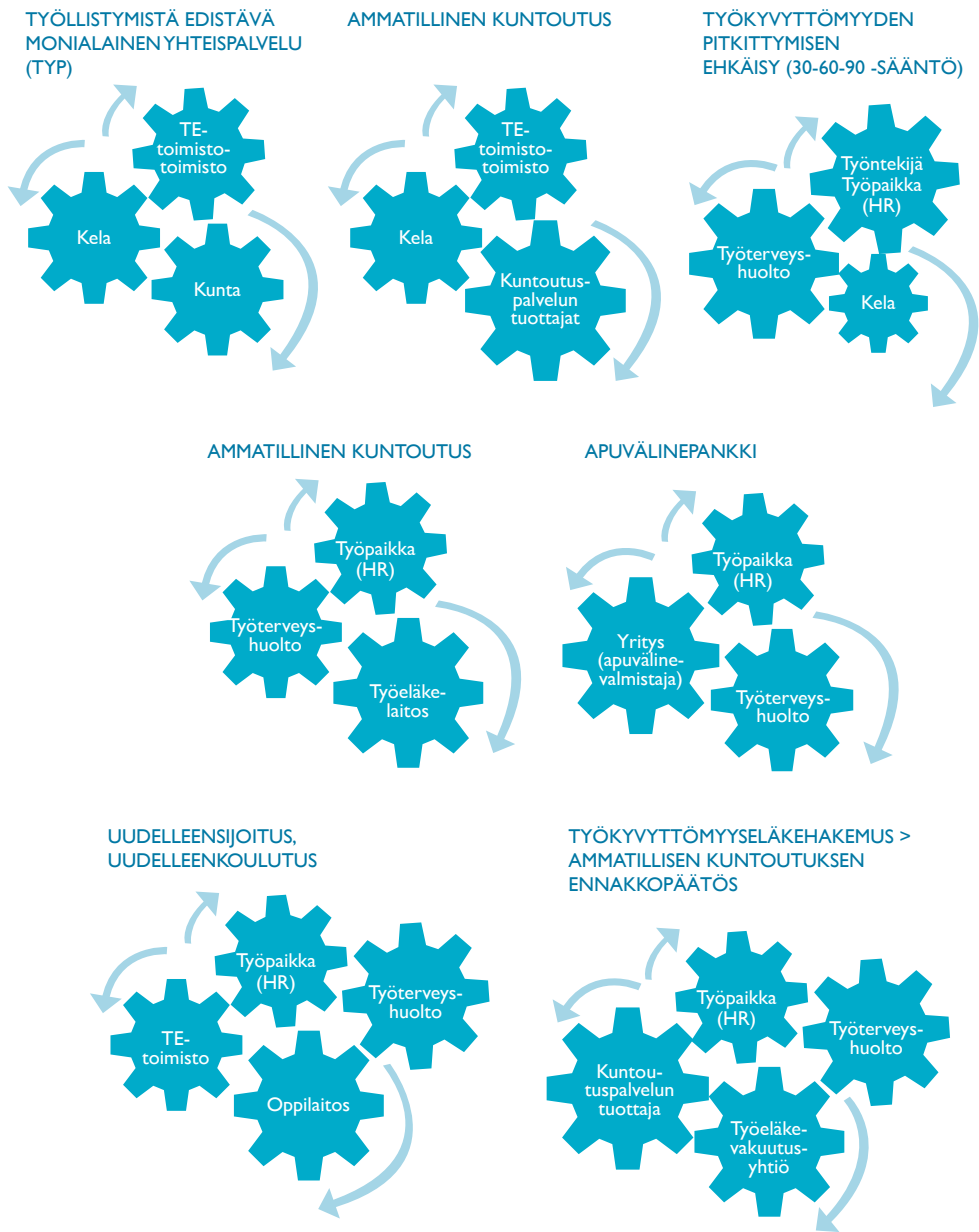 TYÖLLISTYMISTÄ EDISTÄVÄ
MONIALAINEN YHTEISPALVELU
(TYP)
TE-
toimisto-
toimisto
Kela
Kunta
AMMATILLINEN KUNTOUTUS
TE-
toimisto-
toimisto
Kela
Kuntoutus-
palvelun
tuottajat
TYÖKYVYTTÖMYYDEN
PITKITTYMISEN
EHKÄISY (30-60-90 -SÄÄNTÖ)
Työntekijä
Työpaikka
(HR)
Työterveys-
huolto
Kela
AMMATILLINEN KUNTOUTUS
Työpaikka
(HR)
Työterveys-
huolto
Työeläke-
laitos
APUVÄLINEPANKKI
Työpaikka
(HR)
Yritys
(apuväline-
valmistaja)
Työterveys-
huolto
UUDELLEENSIJOITUS,
UUDELLEENKOULUTUS
Työpaikka
(HR)
Työterveys-
huolto
TE-
toimisto
Oppilaitos
TYÖKYVYTTÖMYYSELÄKEHAKEMUS >
AMMATILLISEN KUNTOUTUKSEN
ENNAKKOPÄÄTÖS
Työpaikka
(HR)
Työterveys-
huolto
Kuntou-
tuspalvelun
tuottaja
Työeläke-
vakuutus-
yhtiö